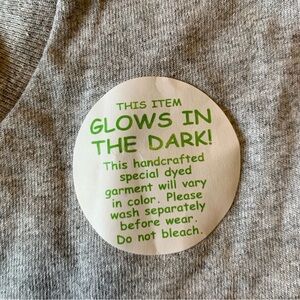 THIS ITEM
GLOWS IN
THE DARK!
This handcrafted
special dyed
garment will vary
in color. Please
wash separately
before wear.
Do not bleach.